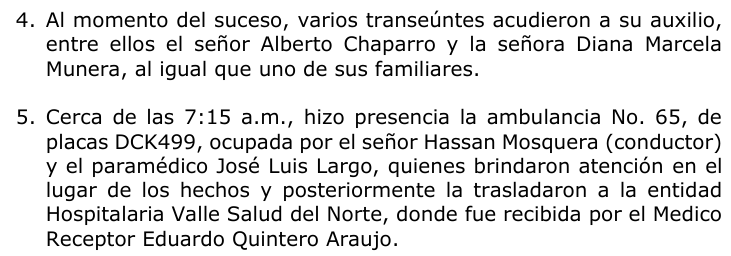 4. Al momento del suceso, varios transeúntes acudieron a su auxilio,
entre ellos el señor Alberto Chaparro y la señora Diana Marcela
Munera, al igual que uno de sus familiares.
5. Cerca de las 7:15 a.m., hizo presencia la ambulancia No. 65, de
placas DCK499, ocupada por el señor Hassan Mosquera (conductor)
y el paramédico José Luis Largo, quienes brindaron atención en el
lugar de los hechos y posteriormente la trasladaron a la entidad
Hospitalaria Valle Salud del Norte, donde fue recibida por el Medico
Receptor Eduardo Quintero Araujo.